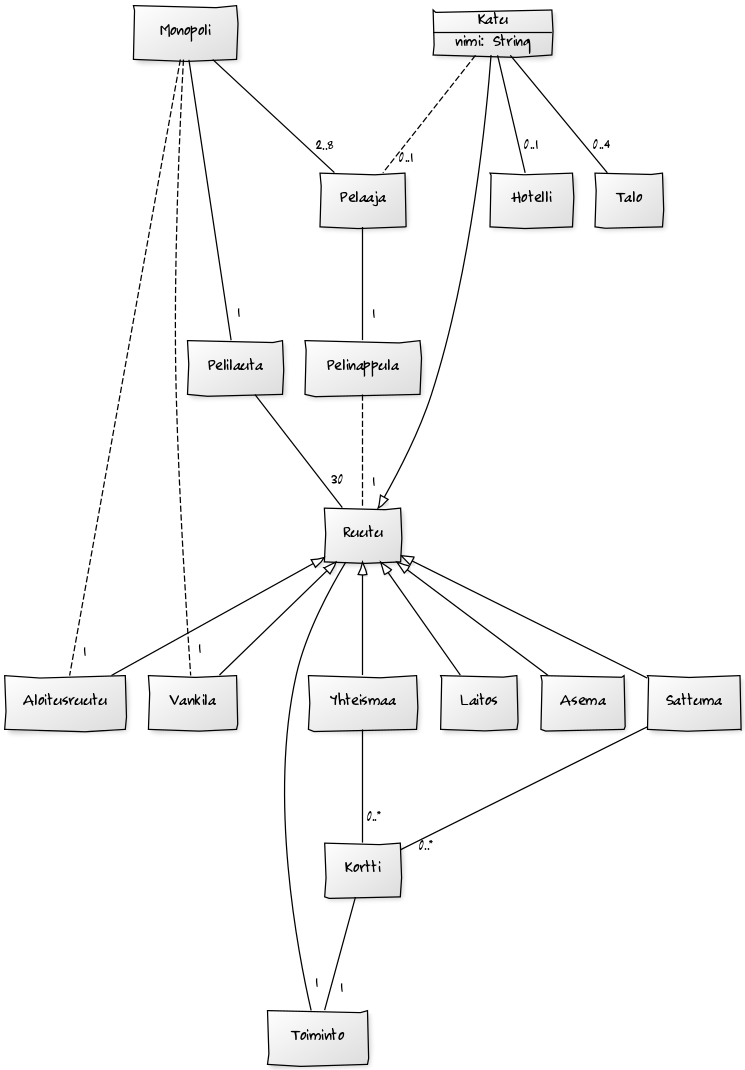 Monopoli
Katu
nimi: String
2..8
0..1
0..1
0..4
Pelaaja
Hotelli
Talo
1
1
Pelilauta
Pelinappula
30
1
Ruutu
1
1
Aloitusruutu
Vankila
Yhteismaa
Laitos
Asema
Sattuma
0..*
0..*
Kortti
1
1
Toiminto